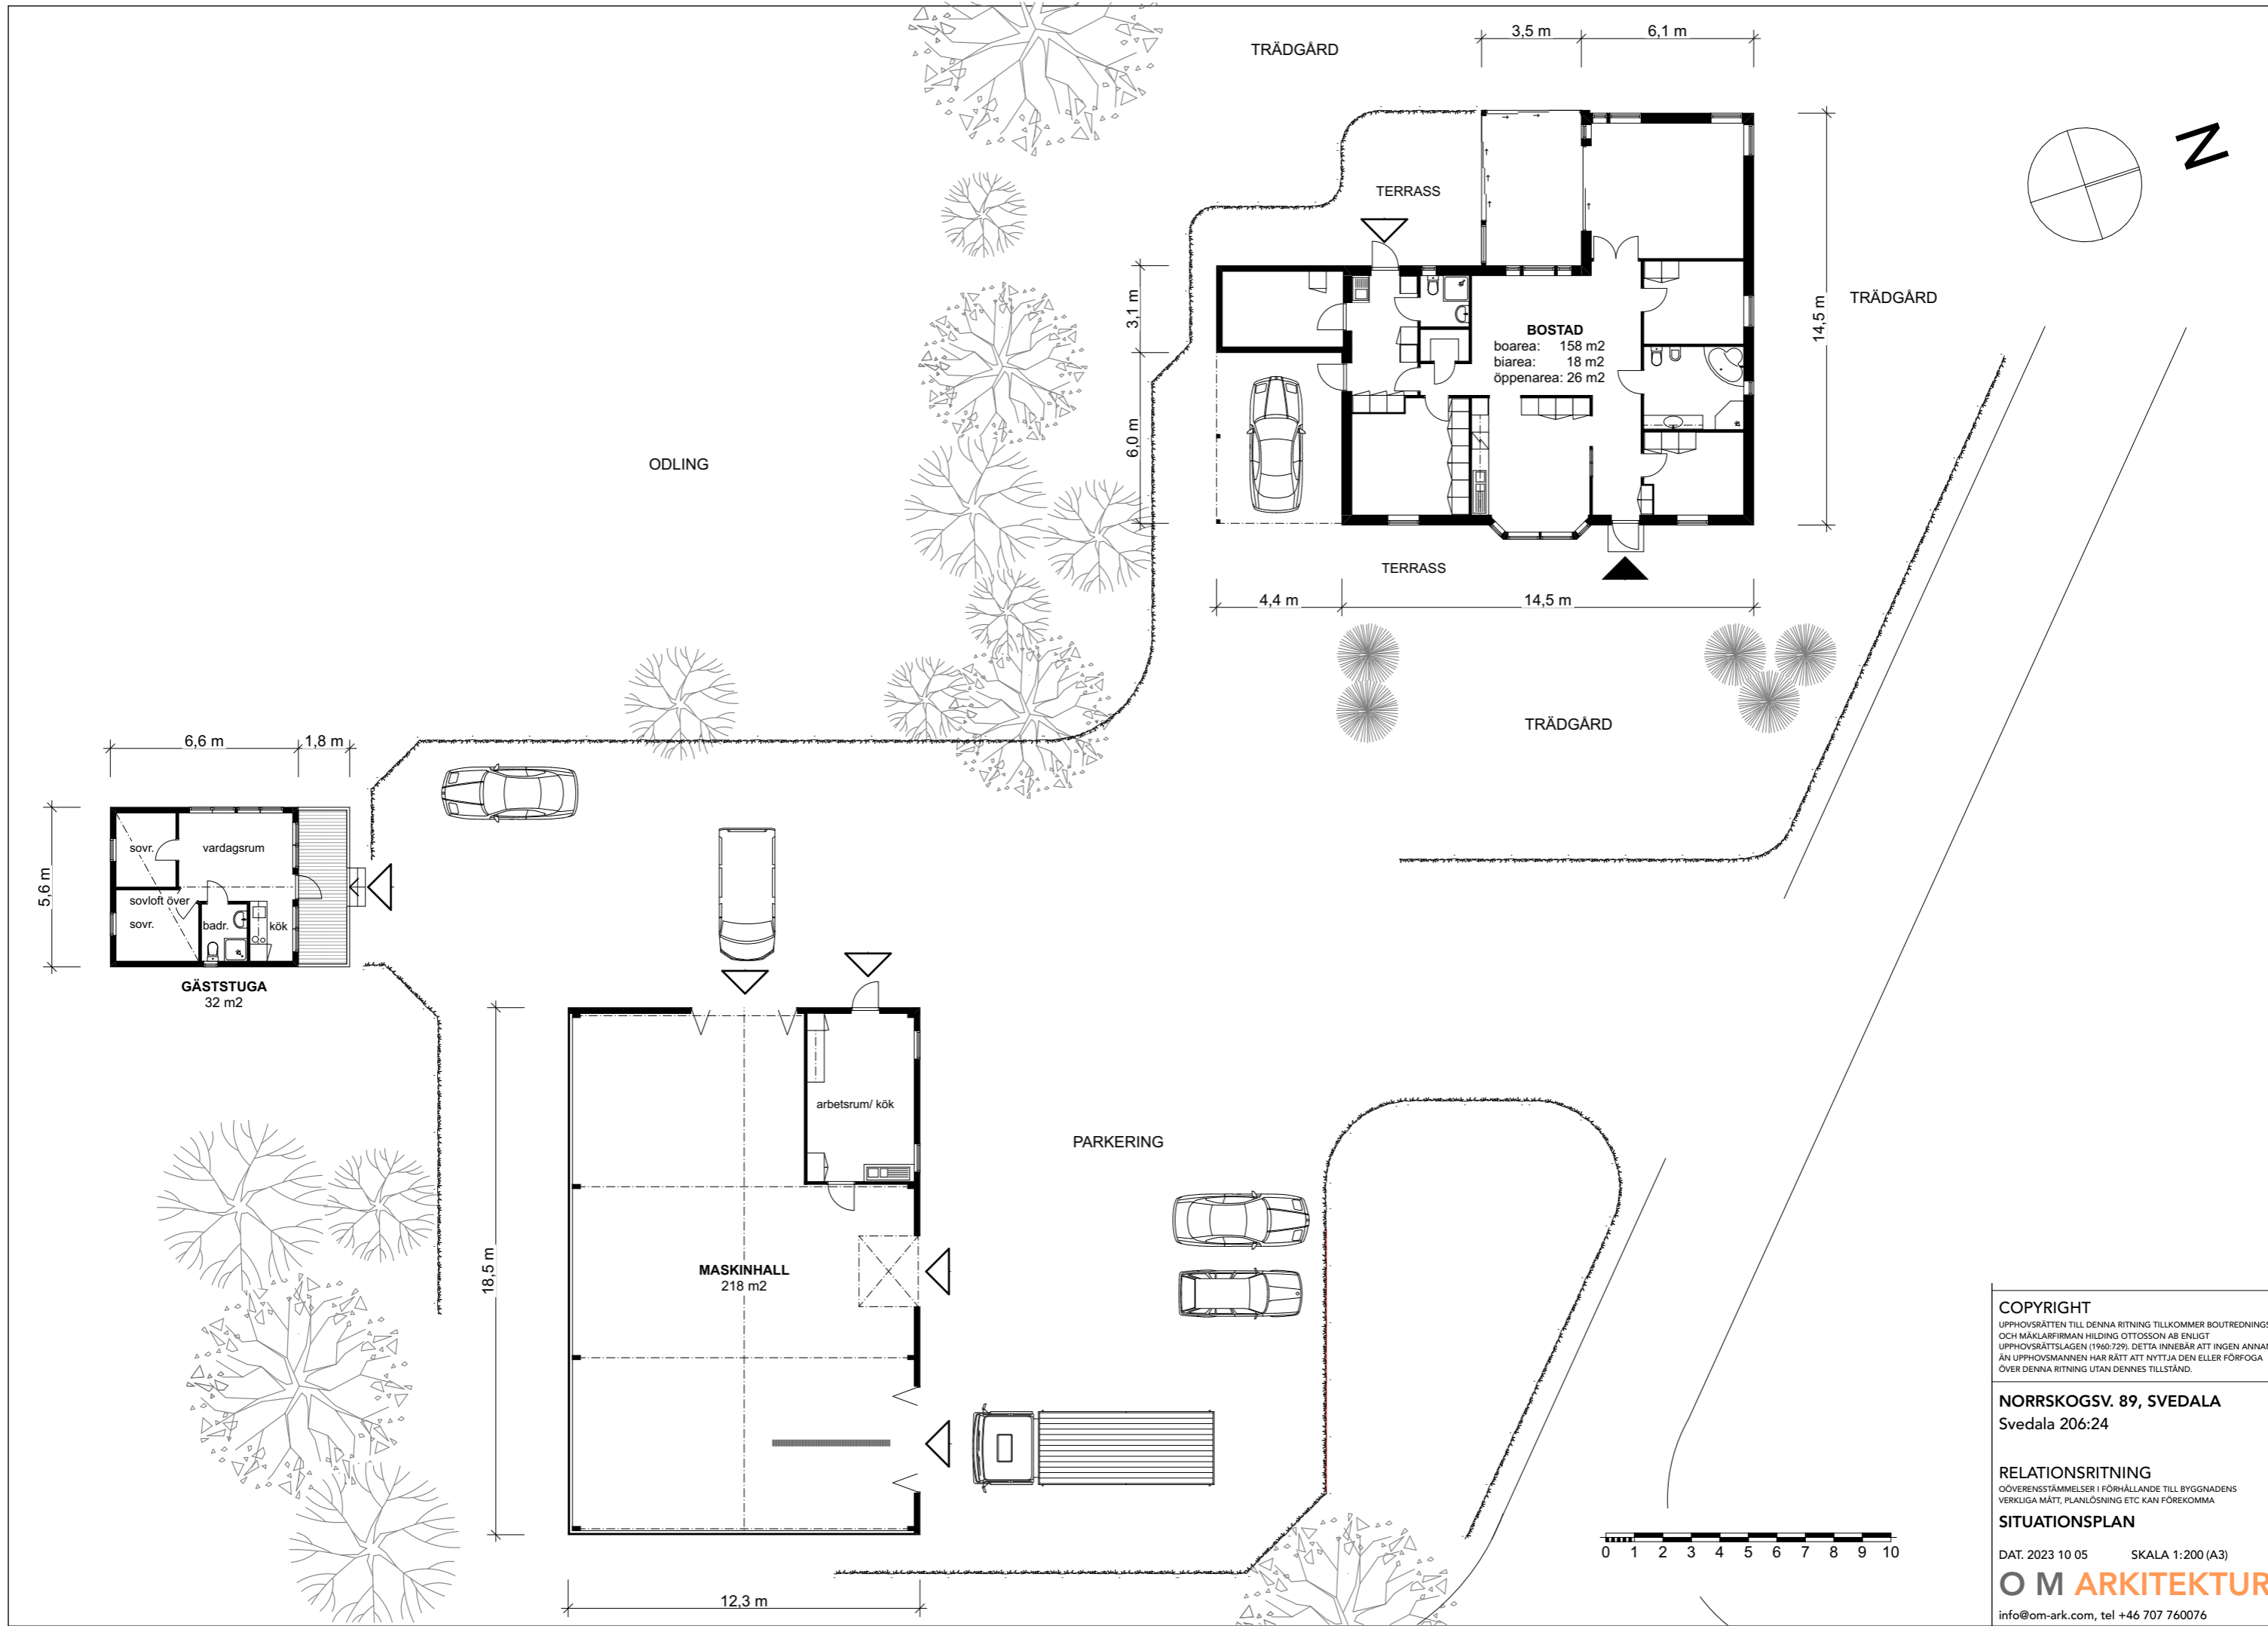 TRÄDGÅRD
3,5 m
6,1 m
N
TERRASS
3,1 m
14,5 m
TRÄDGÅRD
BOSTAD
boarea: 158 m2
biarea: 18 m2
öppenarea: 26 m2
ODLING
6,0 m
TERRASS
4,4 m
14,5 m
TRÄDGÅRD
6,6 m
1,8 m
5,6 m
sovr.
vardagsrum
sovloft över
sovr.
badr.
kök
GÄSTSTUGA
32 m2
arbetsrum/ kök
PARKERING
18,5 m
MASKINHALL
218 m2
12,3 m
0 1 2 3 4 5 6 7 8 9 10
COPYRIGHT
UPPHOVSRÄTTEN TILL DENNA RITNING TILLKOMMER BOUTREDNINGS
OCH MÄKLARFIRMAN HILDING OTTOSSON AB ENLIGT
UPPHOVSRÄTTSLAGEN (1960:729). DETTA INNEBÄR ATT INGEN ANNAN
ÄN UPPHOVSMANNEN HAR RÄTT ATT NYTTJA DEN ELLER FÖRFOGA
ÖVER DENNA RITNING UTAN DENNES TILLSTÅND.
NORRSKOGSV. 89, SVEDALA
Svedala 206:24
RELATIONSRITNING
OÖVERENSSTÄMMELSER I FÖRHÅLLANDE TILL BYGGNADENS
VERKLIGA MÅTT, PLANLÖSNING ETC KAN FÖREKOMMA
SITUATIONSPLAN
DAT. 2023 10 05 SKALA 1:200 (A3)
O M ARKITEKTUR
info@om-ark.com, tel +46 707 760076